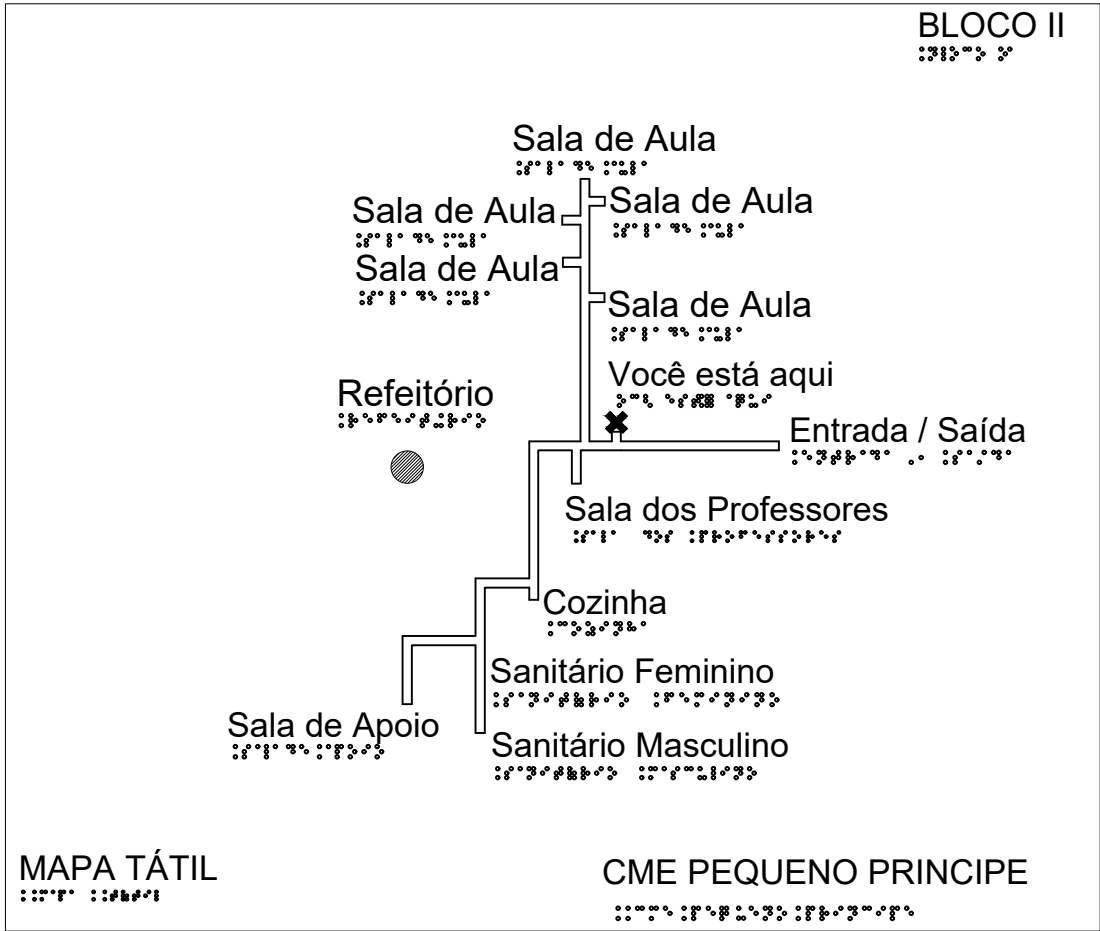 BLOCO II
Sala de Aula
Sala de Aula
Sala de Aula
Sala de Aula
Sala de Aula
Você está aqui
Refeitório
Entrada / Saída
Sala dos Professores
Cozinha
Sanitário Feminino
Sala de Apoio
Sanitário Masculino
MAPA TÁTIL
CME PEQUENO PRINCIPE